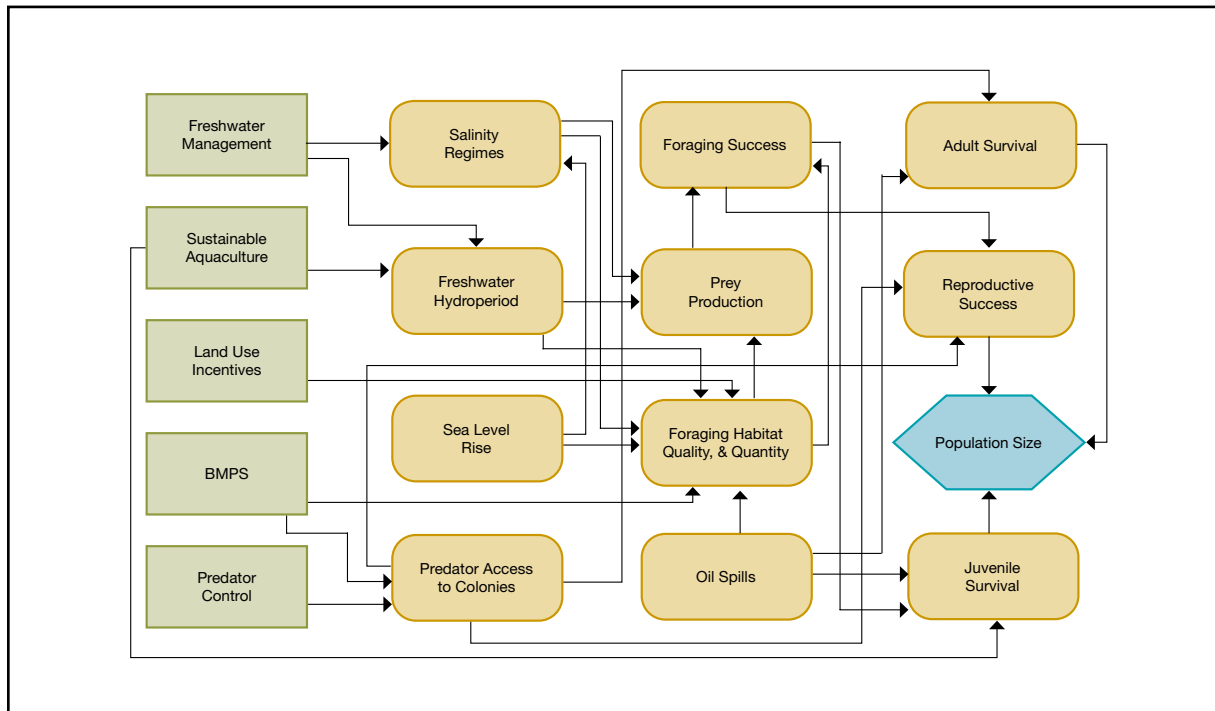 Freshwater
Management
Sustainable
Aquaculture
Land Use
Incentives
BMPS
Predator
Control
Salinity
Regimes
Freshwater
Hydroperiod
Sea Level
Rise
Predator Access
to Colonies
Foraging Success
Prey
Production
Foraging Habitat
Quality, & Quantity
Oil Spills
Adult Survival
Reproductive
Success
Population Size
Juvenile
Survival